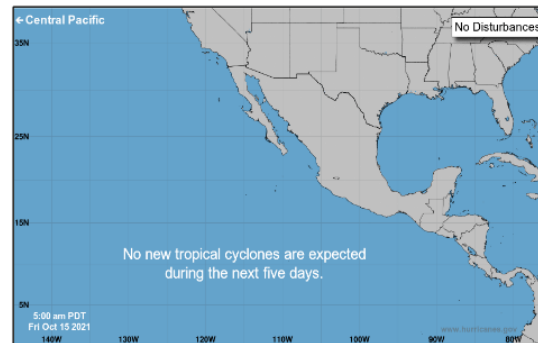 ← Central Pacific
No Disturbances
35N
25N
15N
5N
No new tropical cyclones are expected
during the next five days.
5:00 am PDT
Fri Oct 15 2021
www.hurricanes.gov
140W 130W 120W 110W 100W 90W 80W